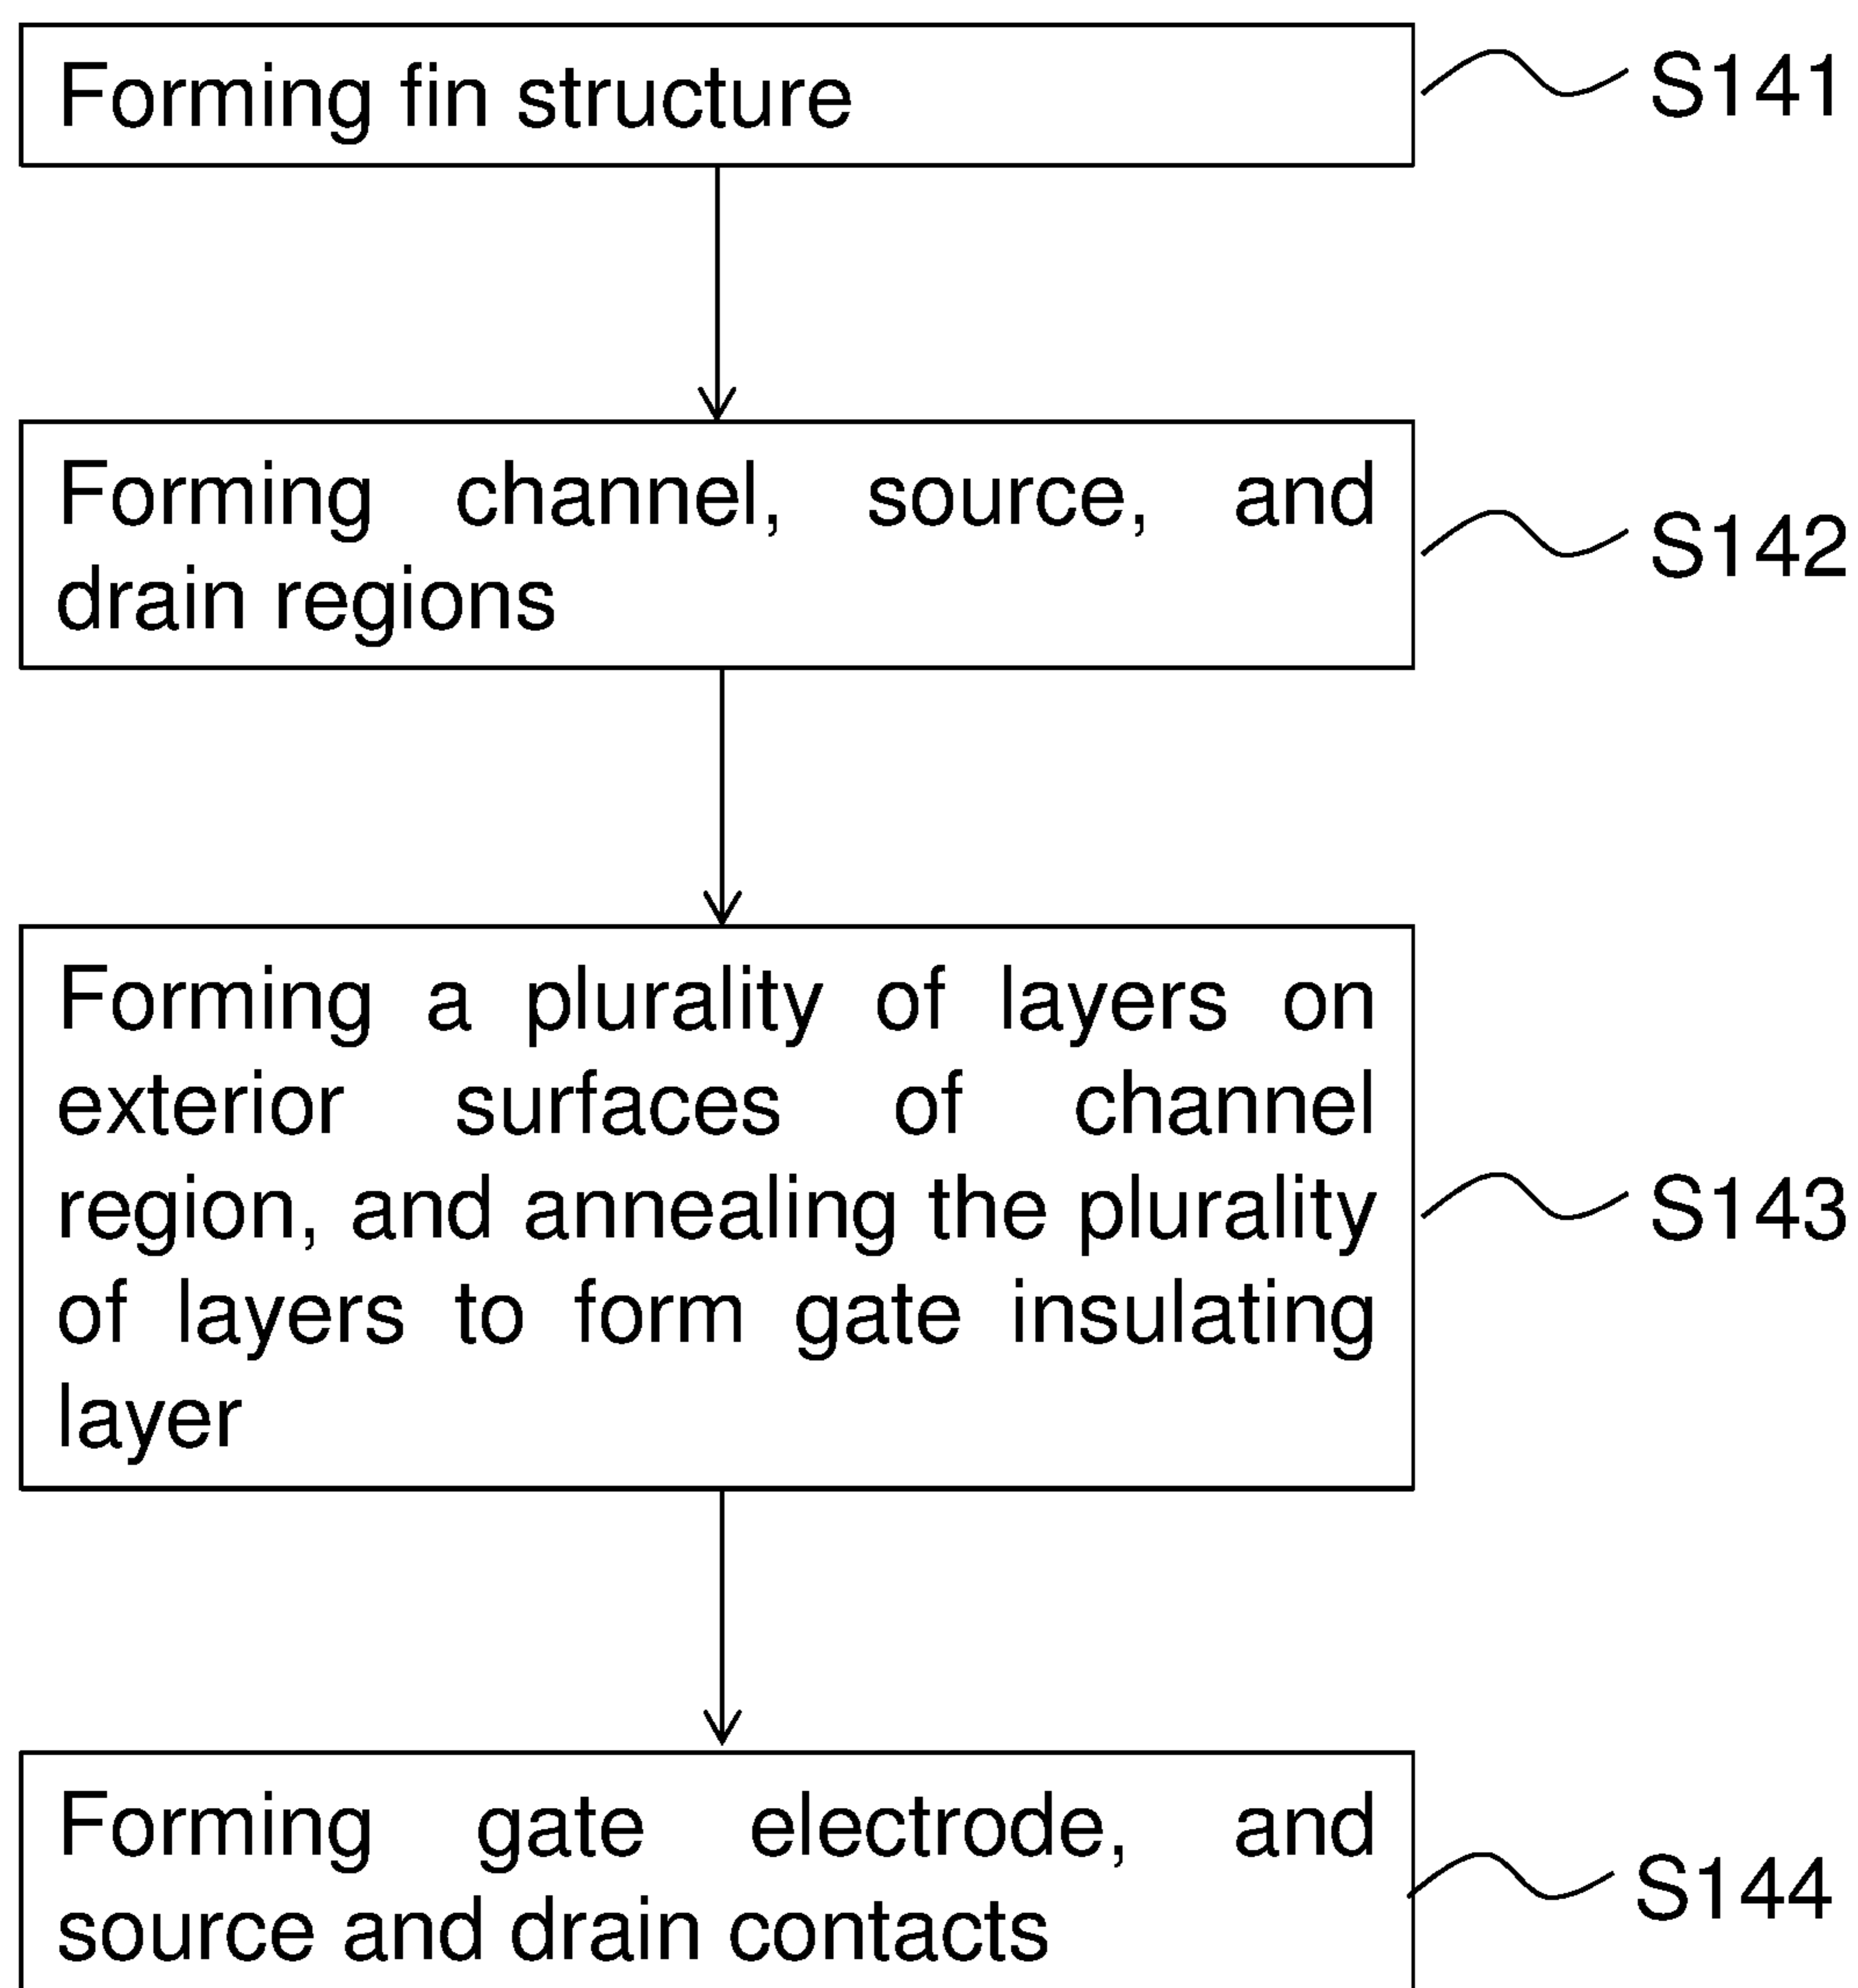 Forming fin structure
S141
Forming channel, source, and
drain regions
S142
Forming a plurality of layers on
exterior surfaces of channel
region, and annealing the plurality
of layers to form gate insulating
layer
S143
Forming gate electrode, and
source and drain contacts
S144